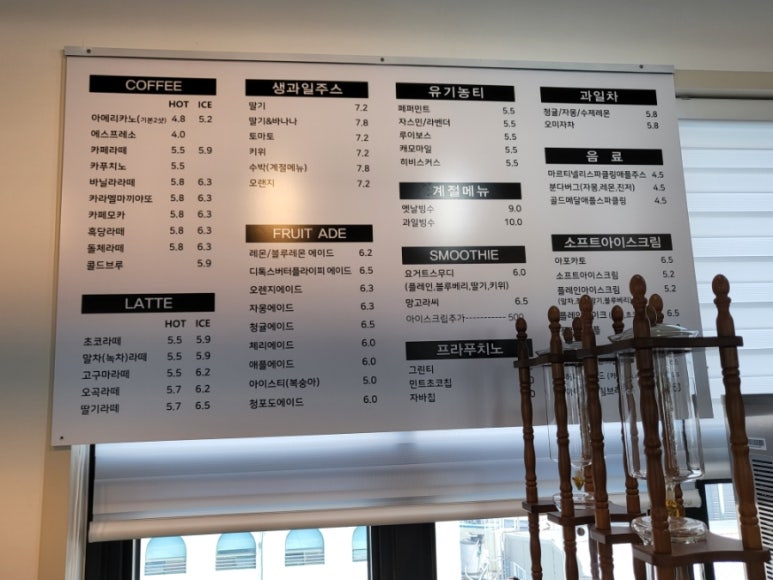 COFFEE
HOT ICE
아메리카노(기본2샷) 4.8 5.2
에스프레소 4.0
카페라떼 5.5 5.9
카푸치노 5.5
바닐라라떼 5.8 6.3
카라멜마끼야또 5.8 6.3
카페모카 5.8 6.3
흑당라떼 5.8 6.3
돌체라떼 5.8 6.3
콜드브루 5.9
LATTE
HOT ICE
초코라떼 5.5 5.9
말차(녹차)라떼 5.5 5.9
고구마라떼 5.5 6.2
오곡라떼 5.7 6.2
딸기라떼 5.7 6.5
생과일주스
딸기 7.2
딸기&바나나 7.8
토마토 7.2
키위 7.2
수박(계절메뉴) 7.8
오랜지 7.2
FRUIT ADE
레몬/블루레몬 에이드 6.2
디톡스버터플라이피 에이드 6.5
오렌지에이드 6.3
자몽에이드 6.3
청귤에이드 6.5
체리에이드 6.0
애플에이드 6.0
아이스티(복숭아) 5.0
청포도에이드 6.0
유기농티
페퍼민트 5.5
자스민/라벤더 5.5
루이보스 5.5
캐모마일 5.5
히비스커스 5.5
계절메뉴
옛날빙수 9.0
과일빙수 10.0
SMOOTHIE
요거트스무디 6.0
(플레인,블루베리,딸기,키위)
망고라씨 6.5
아이스크림추가------------ 500
프라푸치노
그린티
민트초코칩
자바칩
과일차
청귤/자몽/수제레몬 5.8
오미자차 5.8
음 료
마르티넬리스파클링애플주스 4.5
분다버그(자몽,레몬,진저) 4.5
골드메달애플스파클링 4.5
소프트아이스크림
아포카토 6.5
소프트아이스크림 5.2
플레인아이스크림 5.2